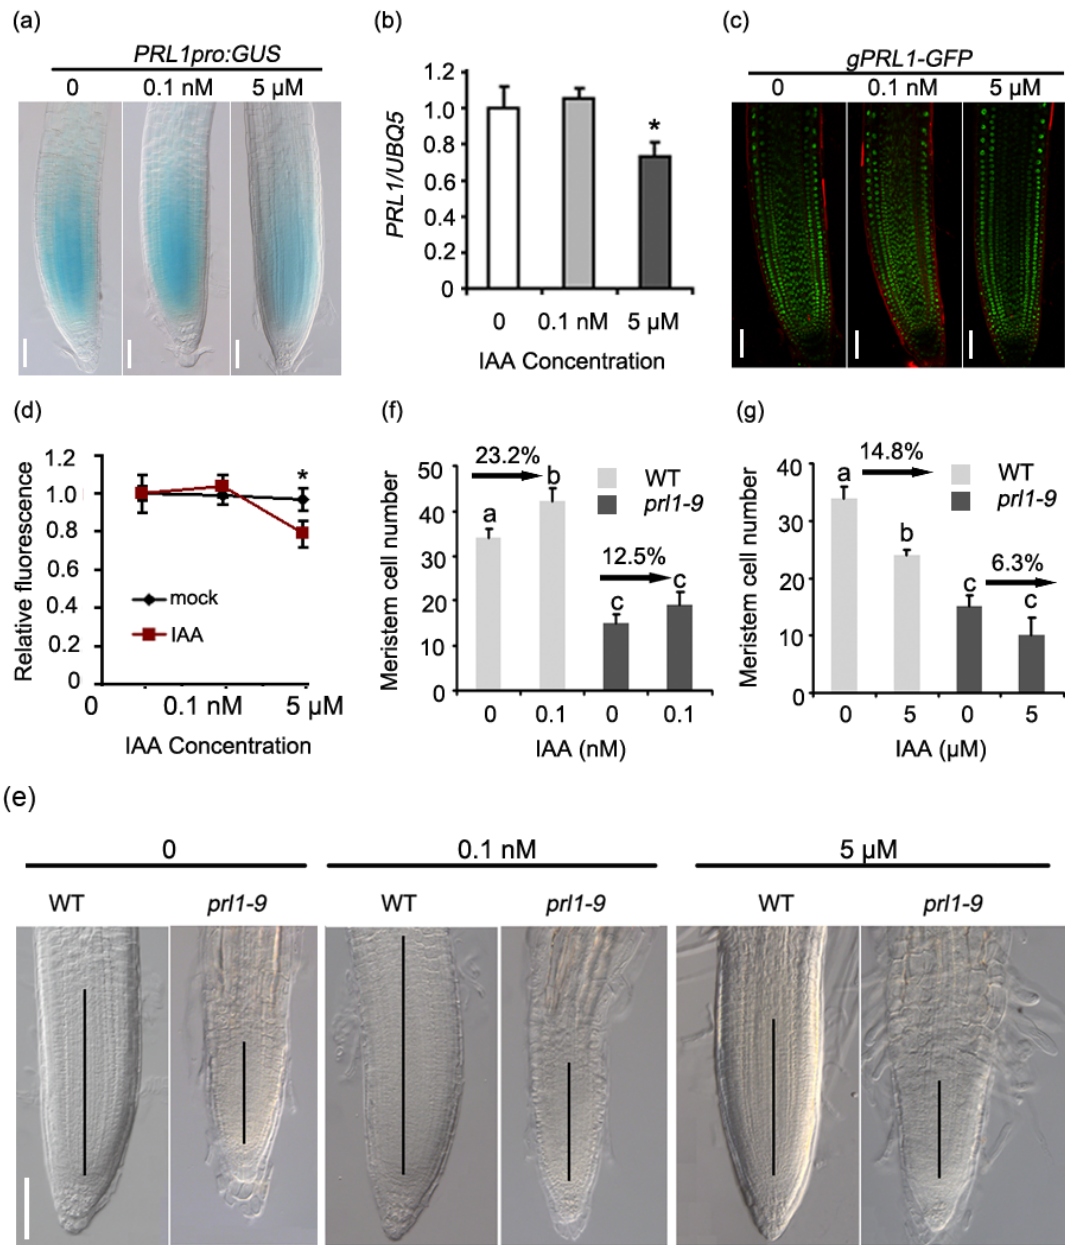 (a)
PRL1pro:GUS
0 0.1 nM 5 µM
(b)
1.2
1.0
0.8
0.6
0.4
0.2
0
PRL1/UBQ5
*
0 0.1 nM 5 µM
IAA Concentration
(c)
gPRL1-GFP
0 0.1 nM 5 µM
(d)
1.2
1.0
0.8
0.6
0.4
0.2
0
Relative fluorescence
*
mock
IAA
0 0.1 nM 5 µM
IAA Concentration
(f)
50
40
30
20
10
0
Meristem cell number
23.2%
a b
WT
prl1-9
12.5%
c c
0 0.1 0 0.1
IAA (nM)
(g)
40
30
20
10
0
Meristem cell number
14.8%
a b
WT
prl1-9
6.3%
c c
0 5 0 5
IAA (µM)
(e)
0 0.1 nM 5 µM
WT prl1-9 WT prl1-9 WT prl1-9